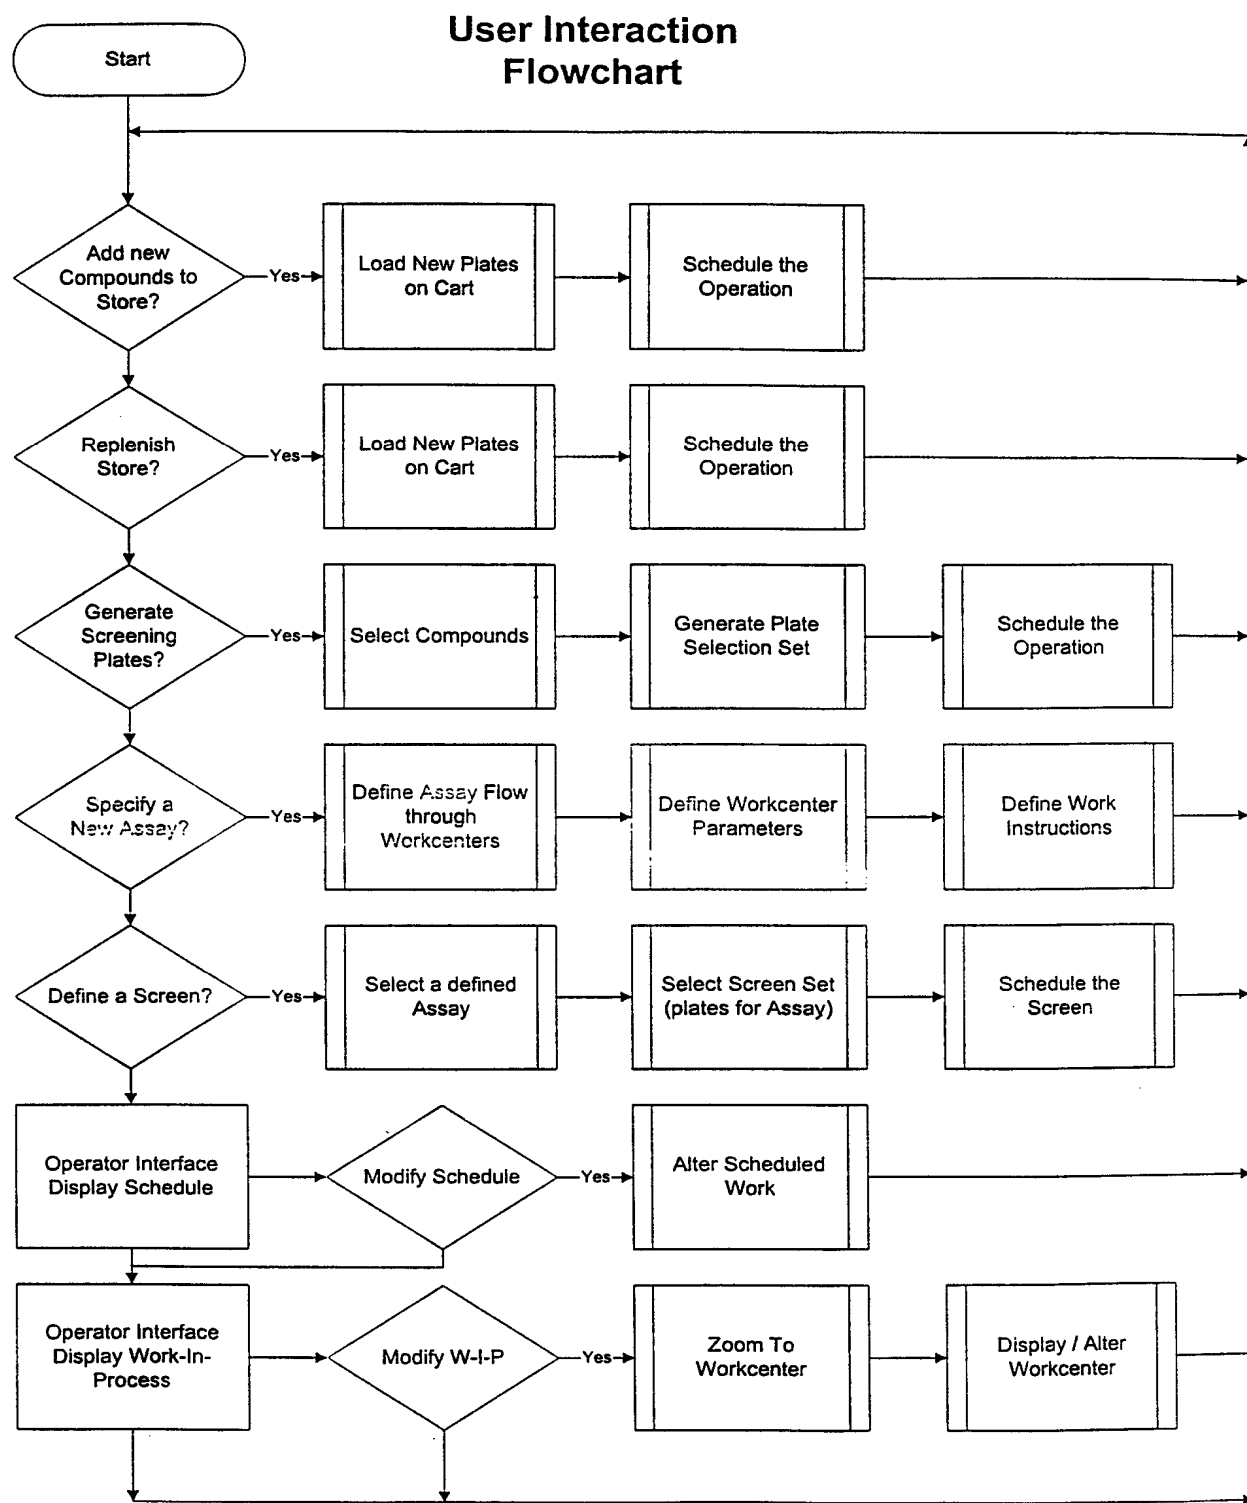 User Interaction
Flowchart
Start
Add new
Compounds to
Store?
Yes
Load New Plates
on Cart
Schedule the
Operation
Replenish
Store?
Yes
Load New Plates
on Cart
Schedule the
Operation
Generate
Screening
Plates?
Yes
Select Compounds
Generate Plate
Selection Set
Schedule the
Operation
Specify a
New Assay?
Yes
Define Assay Flow
through
Workcenters
Define Workcenter
Parameters
Define Work
Instructions
Define a Screen?
Yes
Select a defined
Assay
Select Screen Set
(plates for Assay)
Schedule the
Screen
Operator Interface
Display Schedule
Modify Schedule
Yes
Alter Scheduled
Work
Operator Interface
Display Work-In-
Process
Modify W-I-P
Yes
Zoom To
Workcenter
Display / Alter
Workcenter